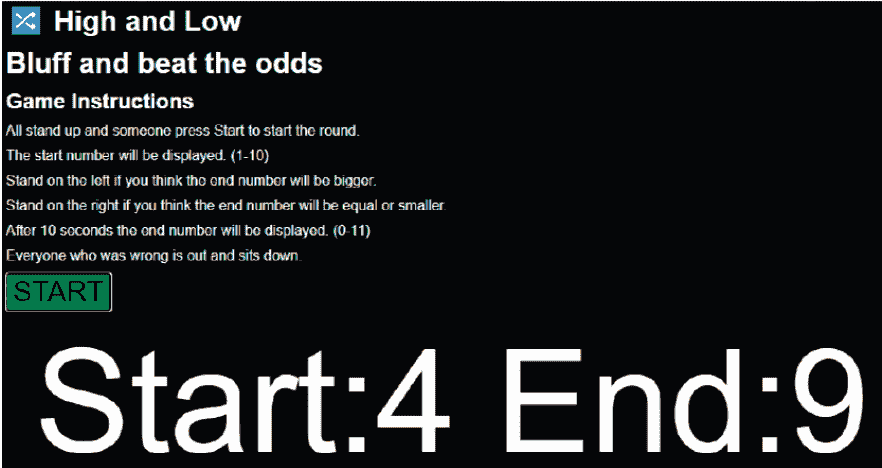 High and Low
Bluff and beat the odds
Game Instructions
All stand up and someone press Start to start the round.
The start number will be displayed. (1-10)
Stand on the left if you think the end number will be bigger.
Stand on the right if you think the end number will be equal or smaller.
After 10 seconds the end number will be displayed. (0-11)
Everyone who was wrong is out and sits down.
START
Start:4 End:9